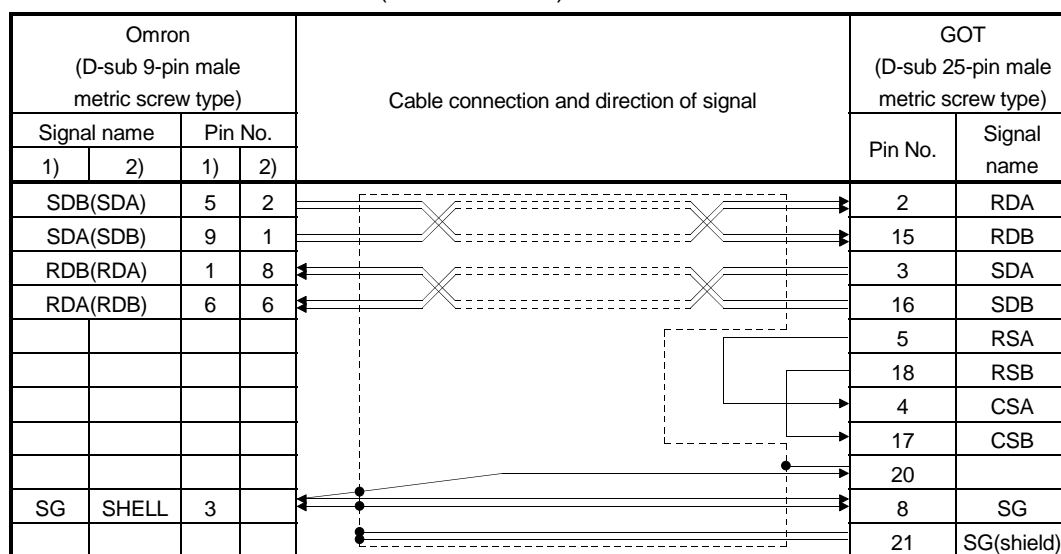 Omron
(D-sub 9-pin male
metric screw type)
Cable connection and direction of signal
GOT
(D-sub 25-pin male
metric screw type)
Signal name Pin No.
Pin No. Signal name
1) 2) 1) 2)
SDB(SDA) 5 2 2 RDA
SDA(SDB) 9 1 15 RDB
RDB(RDA) 1 8 3 SDA
RDA(RDB) 6 6 16 SDB
5 RSA
18 RSB
4 CSA
17 CSB
20
SG SHELL 3 8 SG
21 SG(shield)